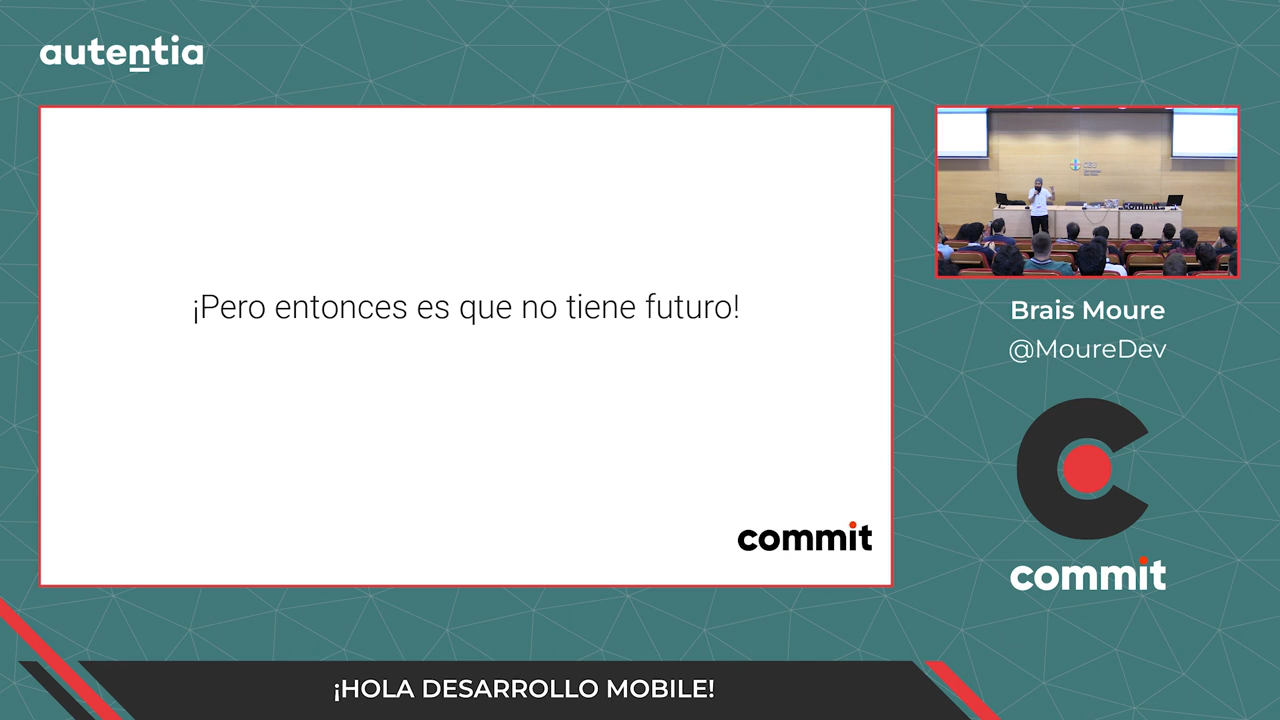 autentia
¡Pero entonces es que no tiene futuro!
commit
Brais Moure
@MoureDev
commit
¡HOLA DESARROLLO MOBILE!